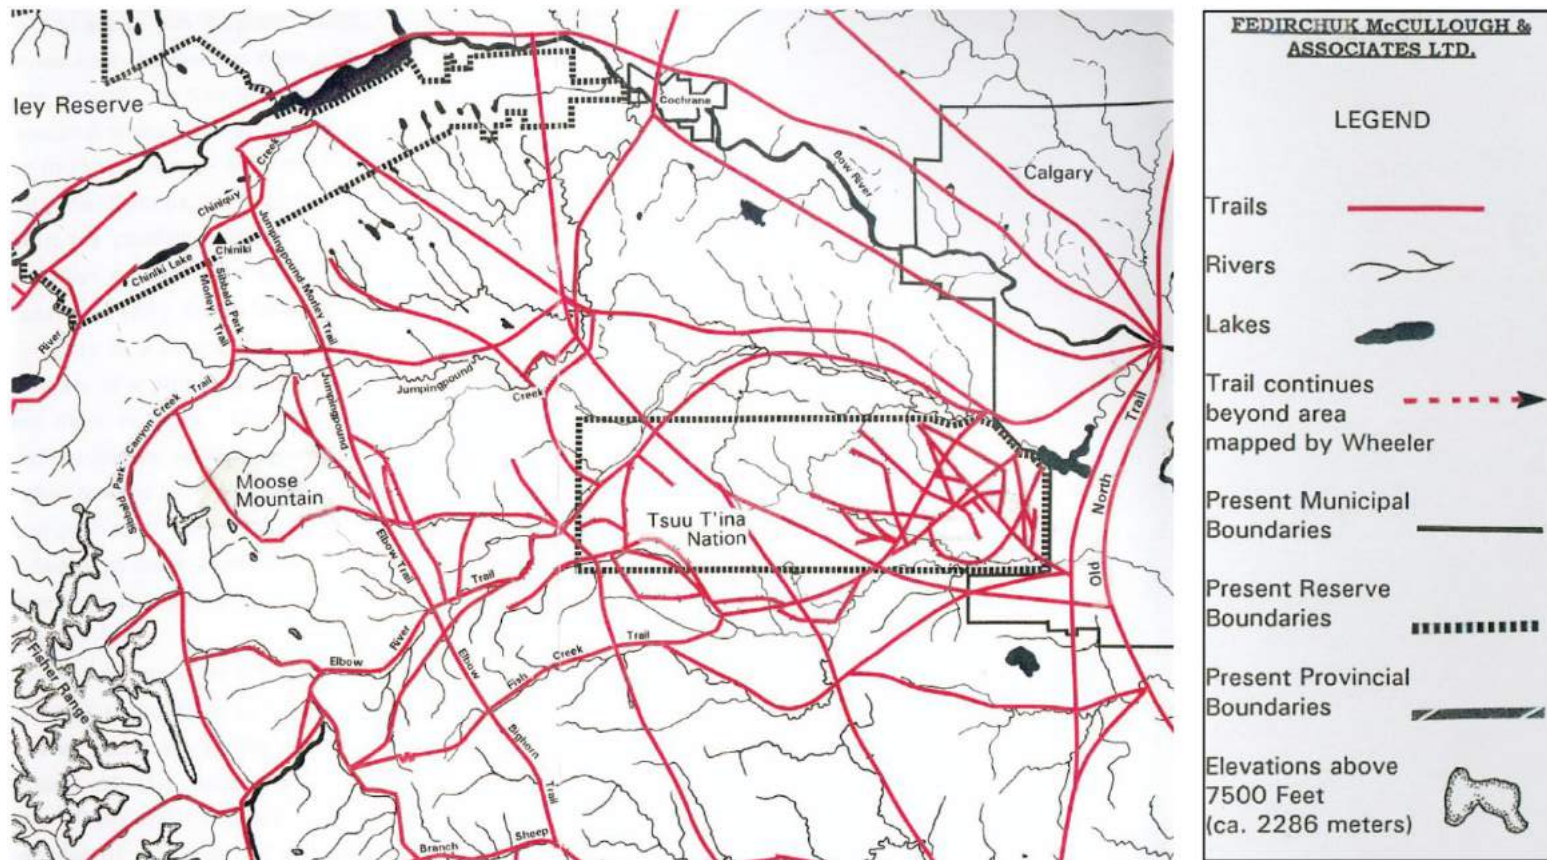 ley Reserve
Cochrane
Calgary
Bow River
Creek
Chiniquy
Chiniki
Chiniki Lake
Jumpingpound Morley Trail
Sibbald Park
Morley Trail
River
Jumpingpound
Creek
Sibbald Park Canyon Creek Trail
Jumpingpound
Elbow Trail
Moose
Mountain
Tsuu T'ina
Nation
Old North Trail
Trail
River
Elbow
Elbow
Fish Creek Trail
Bighorn
Trail
Fisher Range
Sheep
Branch
FEDIRCHUK McCULLOUGH &
ASSOCIATES LTD.
LEGEND
Trails
Rivers
Lakes
Trail continues
beyond area
mapped by Wheeler
Present Municipal
Boundaries
Present Reserve
Boundaries
Present Provincial
Boundaries
Elevations above
7500 Feet
(ca. 2286 meters)